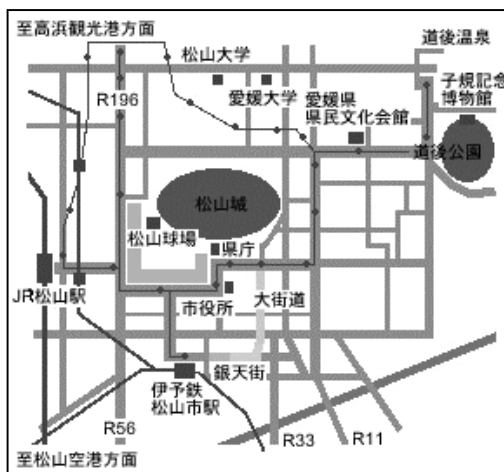 至高浜観光港方面
松山大学
道後温泉
子規記念
博物館
R196
愛媛大学
愛媛県
県民文化会館
道後公園
松山城
松山球場
県庁
JR松山駅
市役所
大街道
銀天街
伊予鉄
松山市駅
R56
R33
R11
至松山空港方面